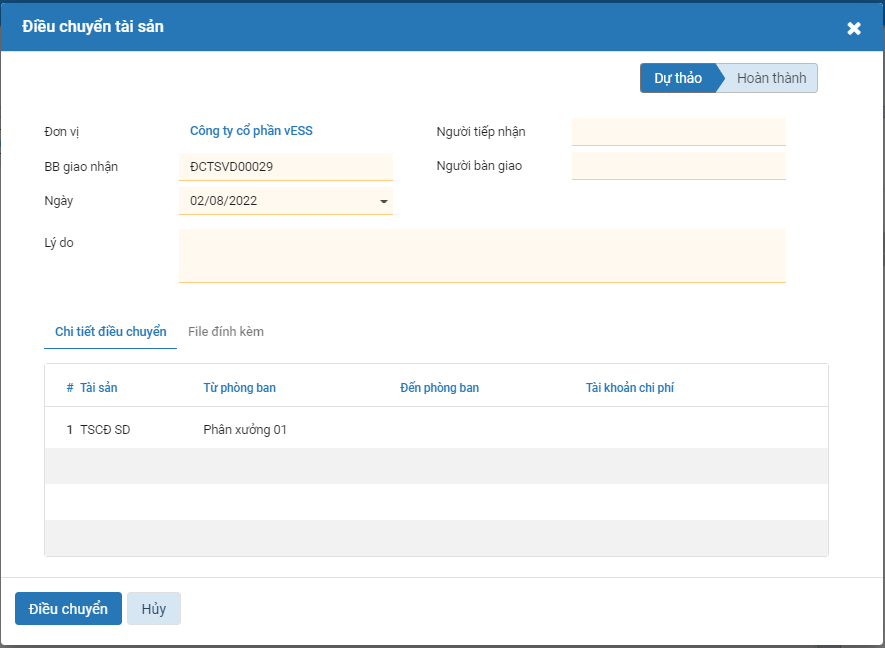 Điều chuyển tài sản
Dự thảo
Hoàn thành
Đơn vị
Công ty cổ phần vESS
Người tiếp nhận
BB giao nhận
ĐCTSVD00029
Người bàn giao
Ngày
02/08/2022
Lý do
Chi tiết điều chuyển
File đính kèm
# Tài sản Từ phòng ban Đến phòng ban Tài khoản chi phí
1 TSCĐ SD Phân xưởng 01
Điều chuyển
Hủy